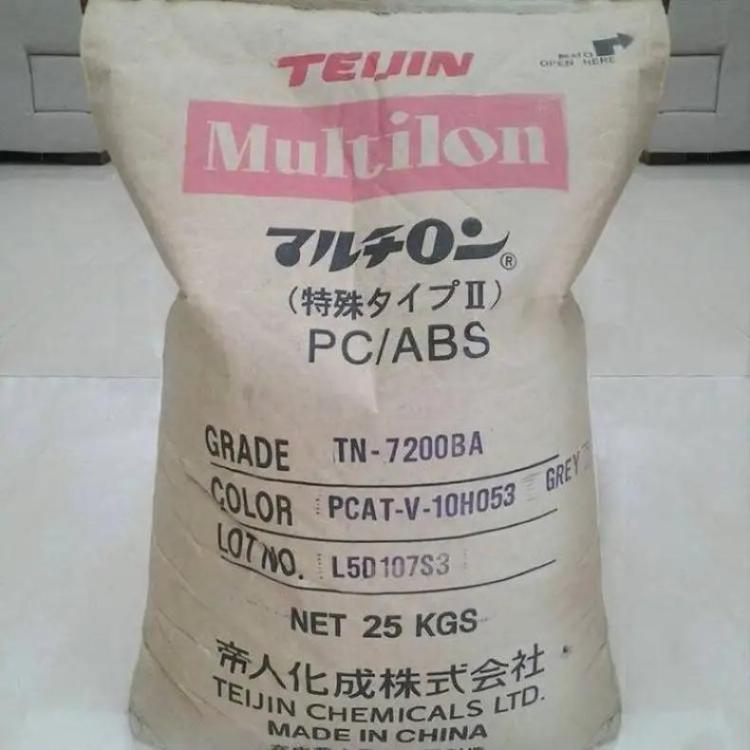 TEIJIN
OPEN HERE
Multilon
マルチロン®
(特殊タイプⅡ)
PC/ABS
GRADE TN-7200BA
COLOR PCAT-V-10H053 GREY
LOT NO. L5D107S3
NET 25 KGS
帝人化成株式会社
TEIJIN CHEMICALS LTD.
MADE IN CHINA